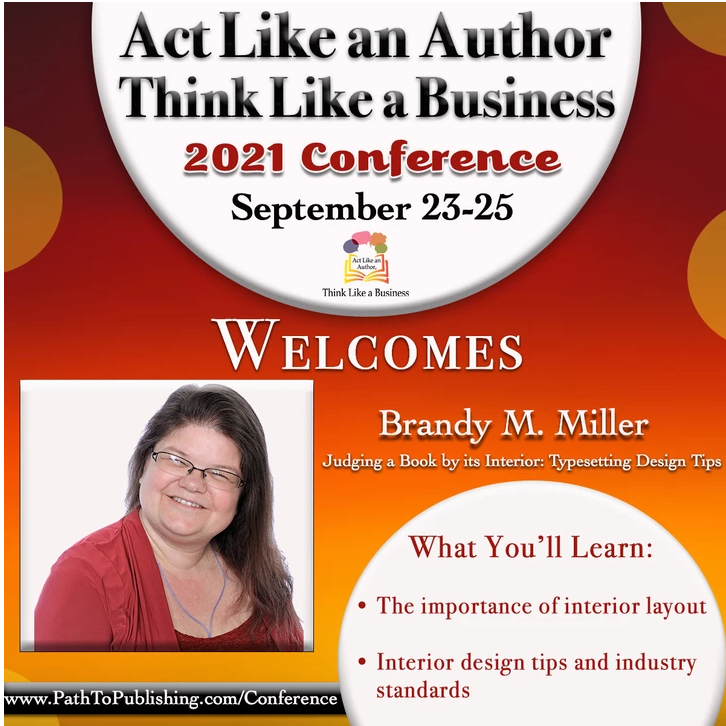 Act Like an Author
Think Like a Business
2021 Conference
September 23-25
Act Like an
Author,
Think Like a Business
WELCOMES
Brandy M. Miller
Judging a Book by its Interior: Typesetting Design Tips
What You'll Learn:
• The importance of interior layout
• Interior design tips and industry
standards
www.PathToPublishing.com/Conference